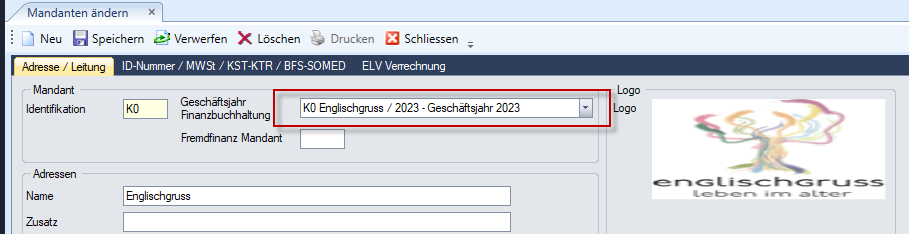 Mandanten ändern
Neu Speichern Verwerfen Löschen Drucken Schliessen
Adresse / Leitung ID-Nummer / MWSt / KST-KTR / BFS-SOMED ELV Verrechnung
Mandant
Logo
Identifikation K0 Geschäftsjahr Finanzbuchhaltung K0 Englischgruss / 2023 - Geschäftsjahr 2023
Logo
Fremdfinanz Mandant
englischgruss
leben im alter
Adressen
Name Englischgruss
Zusatz